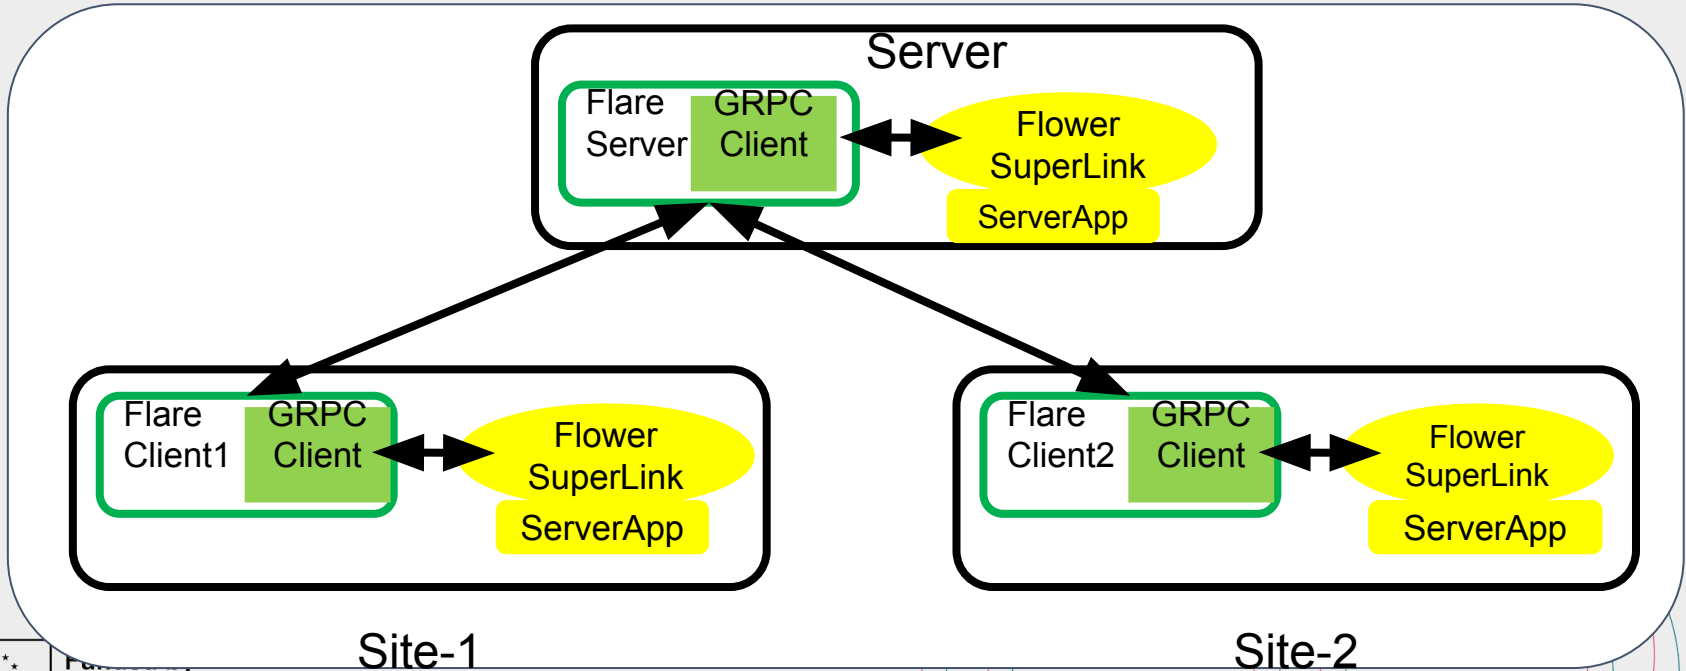 Server
Flare
Server
GRPC
Client
Flower
SuperLink
ServerApp
Flare
Client1
GRPC
Client
Flower
SuperLink
ServerApp
Flare
Client2
GRPC
Client
Flower
SuperLink
ServerApp
Site-1
Site-2